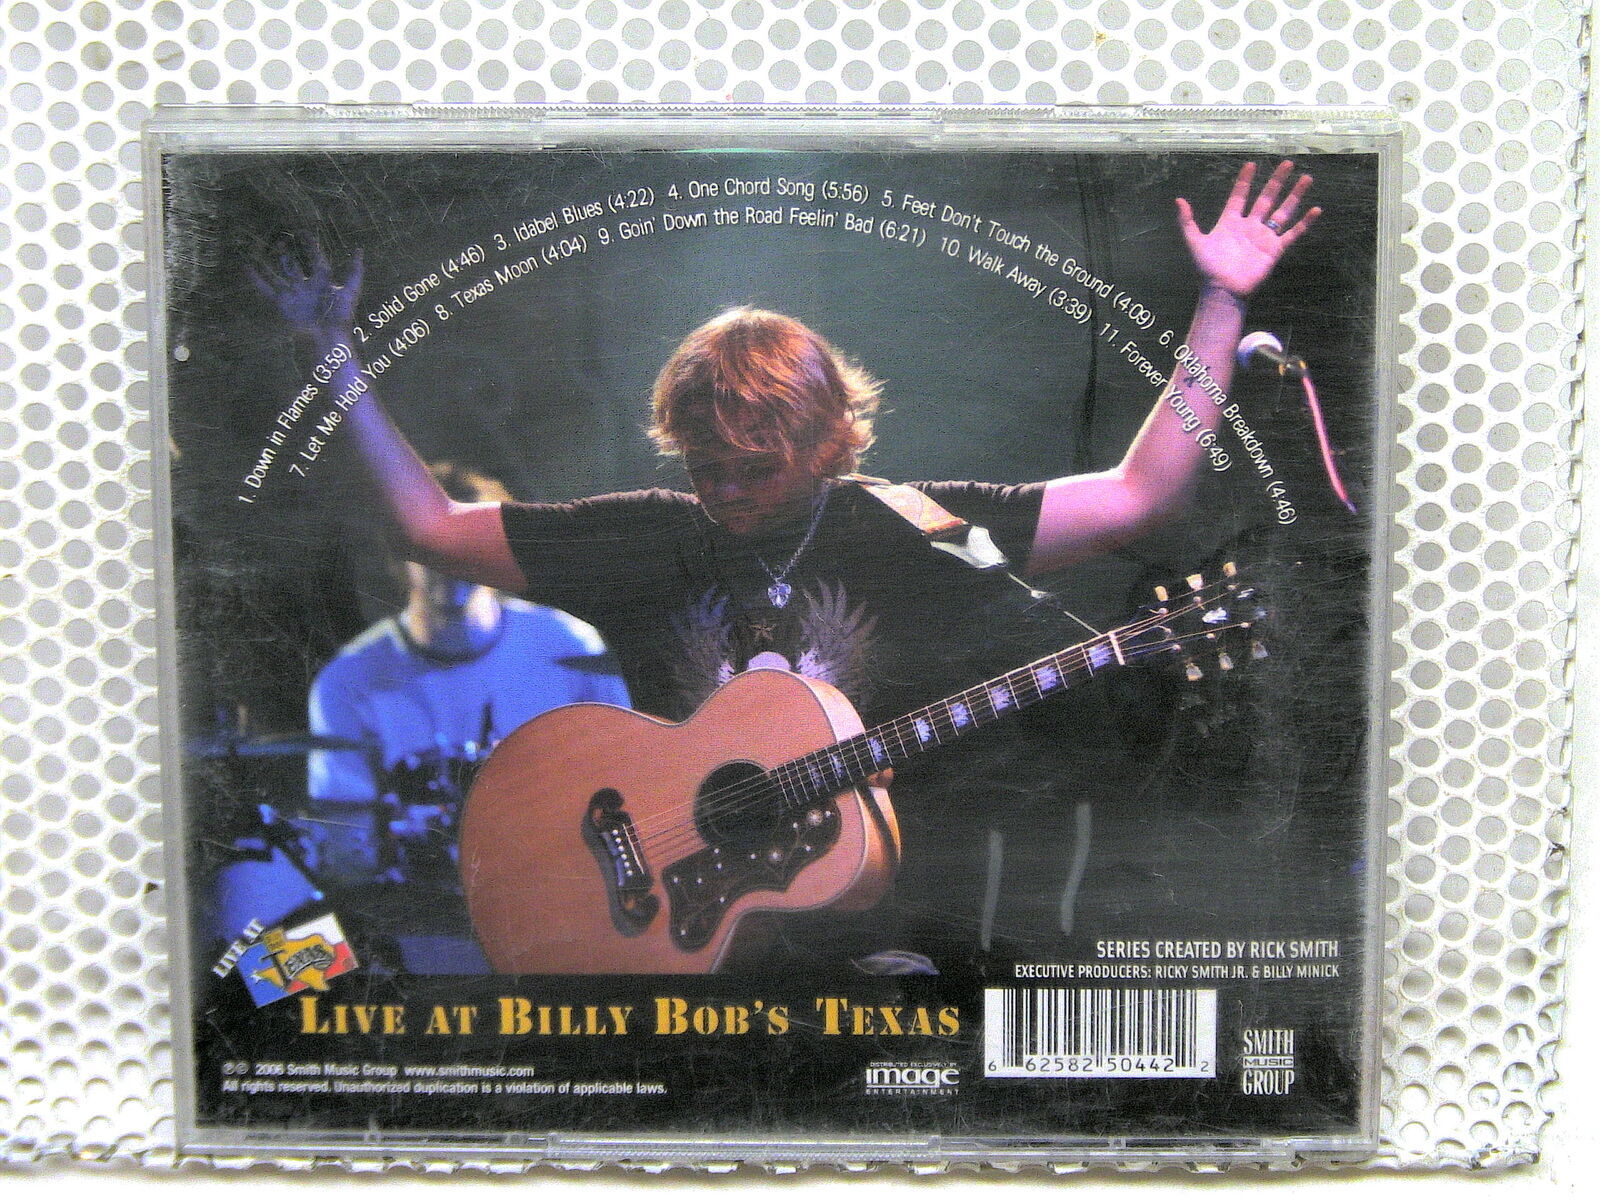 1. Down in Flames (3:59) 2. Solid Gone (4:46) 3. Idabel Blues (4:22) 4. One Chord Song (5:56) 5. Feet Don't Touch the Ground (4:09) 6. Oklahoma Breakdown (4:46)
7. Let Me Hold You (4:06) 8. Texas Moon (4:04) 9. Goin' Down the Road Feelin' Bad (6:21) 10. Walk Away (3:39) 11. Forever Young (6:49)
LIVE AT
TEXAS
LIVE AT BILLY BOB'S TEXAS
SERIES CREATED BY RICK SMITH
EXECUTIVE PRODUCERS: RICKY SMITH JR. & BILLY MINICK
6 62582 50442 2
SMITH
MUSIC
GROUP
DISTRIBUTED EXCLUSIVELY BY
image
ENTERTAINMENT
℗© 2006 Smith Music Group www.smithmusic.com
All rights reserved. Unauthorized duplication is a violation of applicable laws.